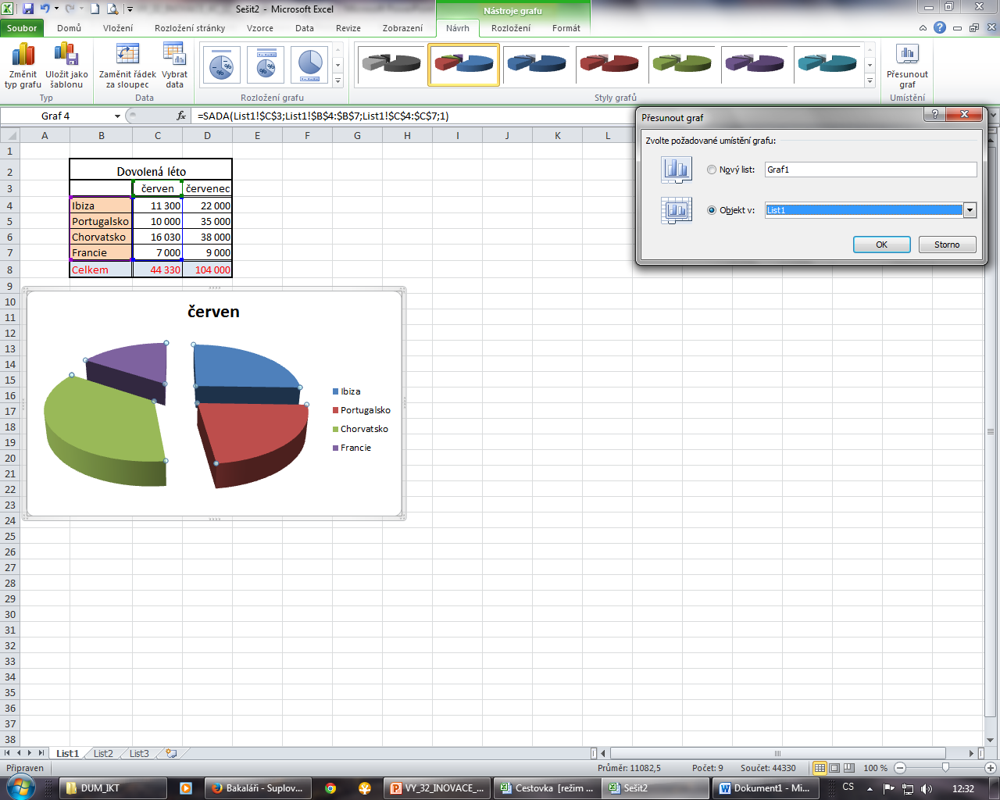 Sešit2 - Microsoft Excel
Nástroje grafu
Soubor Domů Vložení Rozložení stránky Vzorce Data Revize Zobrazení Návrh Rozložení Formát
Změnit typ grafu
Uložit jako šablonu
Zaměnit řádek za sloupec
Vybrat data
Přesunout graf
Typ Data Rozložení grafu Styly grafů Umístění
Graf 4 fx =SADA(List1!$C$3;List1!$B$4:$B$7;List1!$C$4:$C$7;1)
A B C D E F G H I J K L
1
2 Dovolená léto
3 červen červenec
4 Ibiza 11 300 22 000
5 Portugalsko 10 000 35 000
6 Chorvatsko 16 030 38 000
7 Francie 7 000 9 000
8 Celkem 44 330 104 000
9
10
11
12
13
14
15
16
17
18
19
20
21
22
23
24
25
26
27
28
29
30
31
32
33
34
35
36
37
38
červen
Ibiza
Portugalsko
Chorvatsko
Francie
Přesunout graf
Zvolte požadované umístění grafu:
Nový list: Graf1
Objekt v: List1
OK Storno
List1 List2 List3
Připraven Průměr: 11082,5 Počet: 9 Součet: 44330 100 %
DUM_IKT Bakaláři - Suplov... VY_32_INOVACE_... Cestovka [režim ... Sešit2 Dokument1 - Mi... CS 12:32